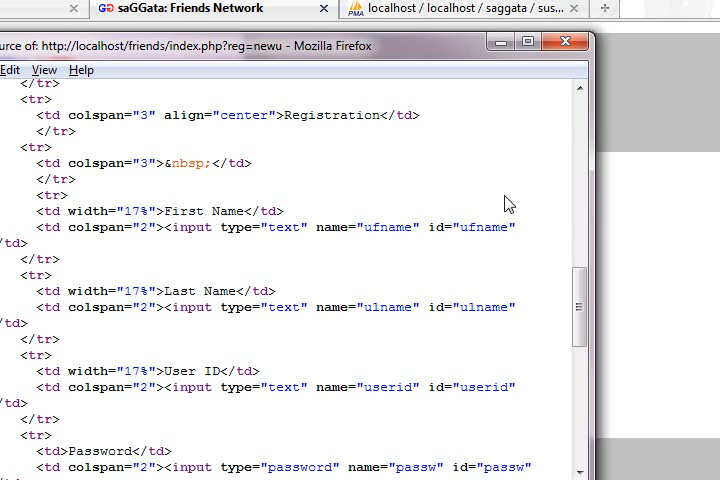 saGGata: Friends Network
PMA localhost / localhost / saggata / sus...
urce of: http://localhost/friends/index.php?reg=newu - Mozilla Firefox
Edit View Help
</tr>
<tr>
<td colspan="3" align="center">Registration</td>
</tr>
<tr>
<td colspan="3">&nbsp;</td>
</tr>
<tr>
<td width="17%">First Name</td>
<td colspan="2"><input type="text" name="ufname" id="ufname"
/td>
</tr>
<tr>
<td width="17%">Last Name</td>
<td colspan="2"><input type="text" name="ulname" id="ulname"
/td>
</tr>
<tr>
<td width="17%">User ID</td>
<td colspan="2"><input type="text" name="userid" id="userid"
/td>
</tr>
<tr>
<td>Password</td>
<td colspan="2"><input type="password" name="passw" id="passw"